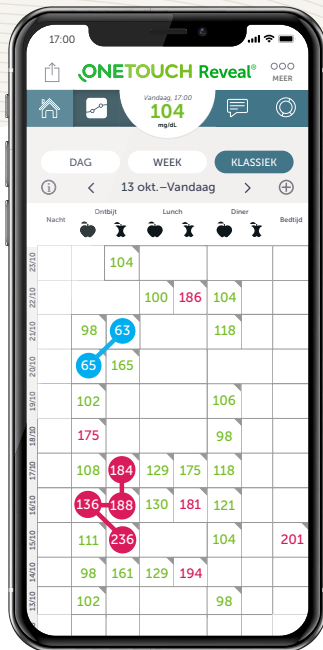 17:00
ONETOUCH Reveal®
MEER
Vandaag, 17:00
104
mg/dL
DAG WEEK KLASSIEK
13 okt.–Vandaag
Nacht Ontbijt Lunch Diner Bedtijd
23/10 104
22/10 100 186 104
21/10 98 63 118
20/10 65 165
19/10 102 106
18/10 175 98
17/10 108 184 129 175 118
16/10 136 188 130 181 121
15/10 111 236 104 201
14/10 98 161 129 194
13/10 102 98